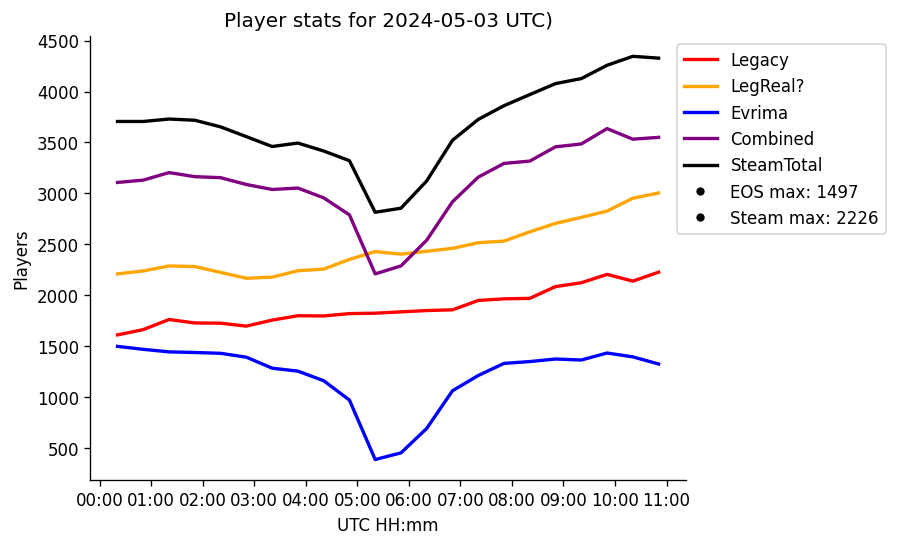 Player stats for 2024-05-03 UTC)
4500
4000
3500
3000
2500
2000
1500
1000
500
Players
00:00 01:00 02:00 03:00 04:00 05:00 06:00 07:00 08:00 09:00 10:00 11:00
UTC HH:mm
Legacy
LegReal?
Evrima
Combined
SteamTotal
EOS max: 1497
Steam max: 2226